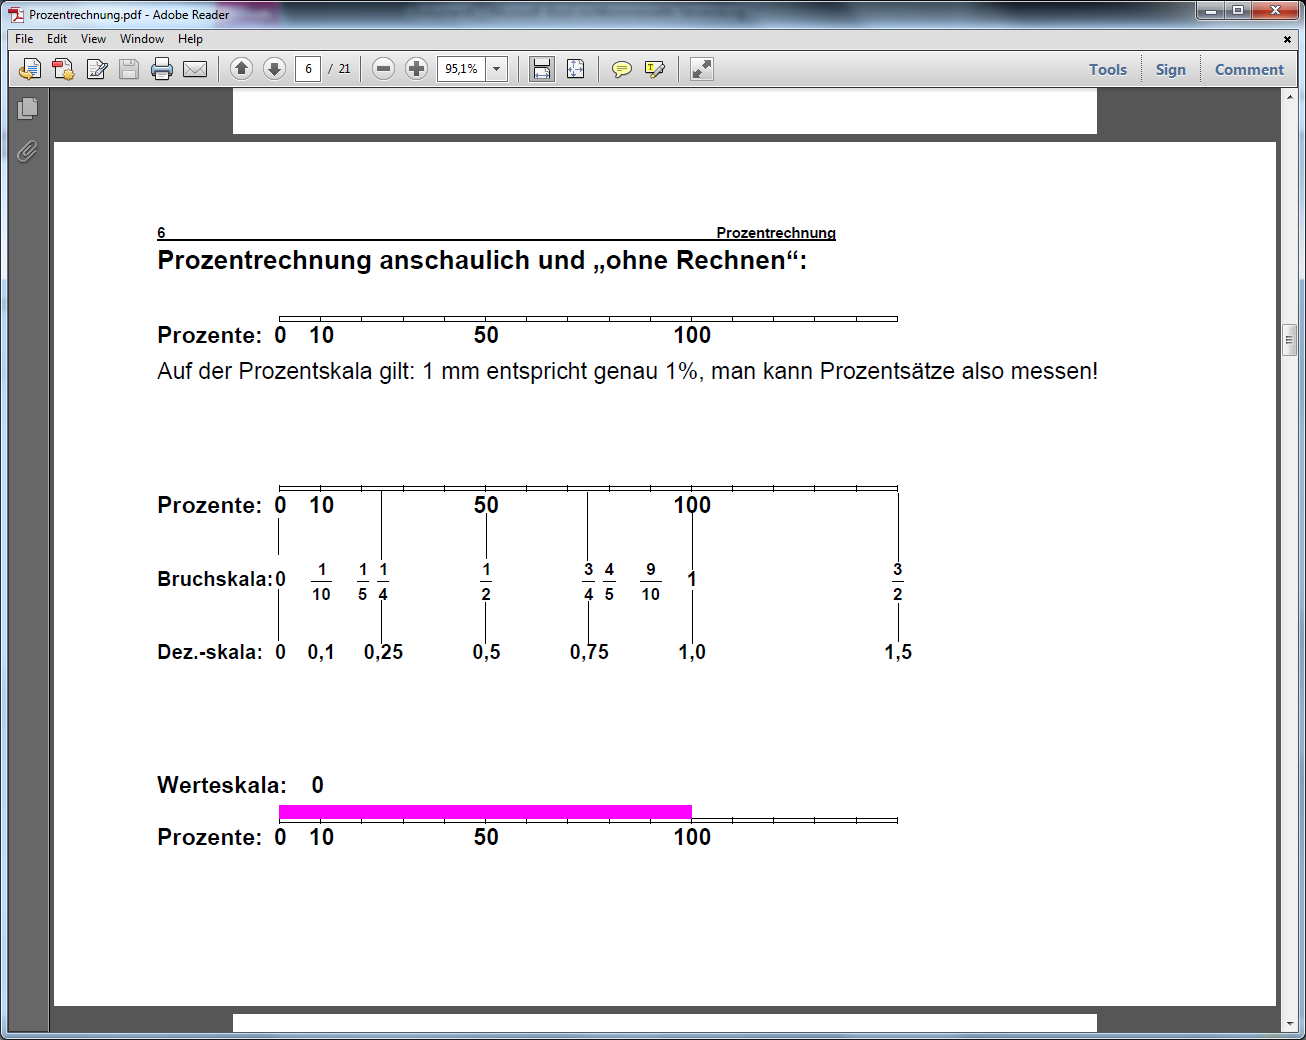 Prozentrechnung.pdf - Adobe Reader
File Edit View Window Help
6 / 21 95,1% Tools Sign Comment
6 Prozentrechnung
Prozentrechnung anschaulich und „ohne Rechnen“:
Prozente: 0 10 50 100
Auf der Prozentskala gilt: 1 mm entspricht genau 1%, man kann Prozentsätze also messen!
Prozente: 0 10 50 100
Bruchskala: 0 1/10 1/5 1/4 1/2 3/4 4/5 9/10 1 3/2
Dez.-skala: 0 0,1 0,25 0,5 0,75 1,0 1,5
Werteskala: 0
Prozente: 0 10 50 100